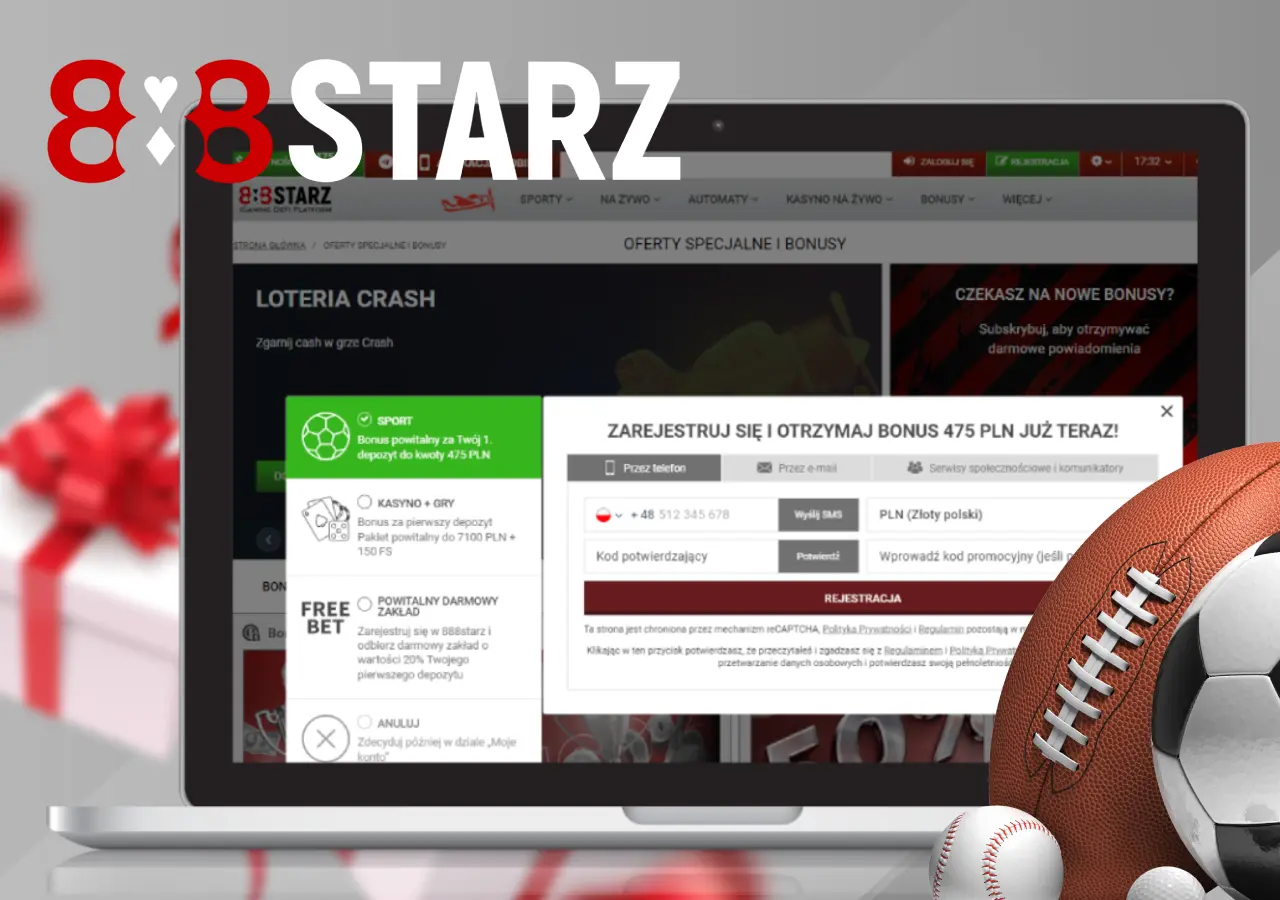 888STARZ
ZALOGUJ SIĘ
REJESTRACJA
17:32
888STARZ
IGAMING DEFI PLATFORM
SPORTY
NA ŻYWO
AUTOMATY
KASYNO NA ŻYWO
BONUSY
WIĘCEJ
STRONA GŁÓWNA / OFERTY SPECJALNE I BONUSY
OFERTY SPECJALNE I BONUSY
LOTERIA CRASH
Zgarnij cash w grze Crash
CZEKASZ NA NOWE BONUSY?
Subskrybuj, aby otrzymywać
darmowe powiadomienia
SPORT
Bonus powitalny za Twój 1.
depozyt do kwoty 475 PLN
KASYNO + GRY
Bonus za pierwszy depozyt
Pakiet powitalny do 7100 PLN +
150 FS
FREE
BET
POWITALNY DARMOWY
ZAKŁAD
Zarejestruj się w 888starz i
odbierz darmowy zakład o
wartości 20% Twojego
pierwszego depozytu
ANULUJ
Zdecyduj później w dziale „Moje
konto"
ZAREJESTRUJ SIĘ I OTRZYMAJ BONUS 475 PLN JUŻ TERAZ!
Przez telefon
Przez e-mail
Serwisy społecznościowe i komunikatory
+ 48 512 345 678
Wyślij SMS
PLN (Złoty polski)
Kod potwierdzający
Potwierdź
Wprowadź kod promocyjny (jeśli
REJESTRACJA
Ta strona jest chroniona przez mechanizm reCAPTCHA, Polityka Prywatności i Regulamin pozostają w
Klikając w ten przycisk potwierdzasz, że przeczytałeś i zgadzasz się z Regulaminem i Polityką
przetwarzanie danych osobowych i potwierdzasz swoją
BON
50%